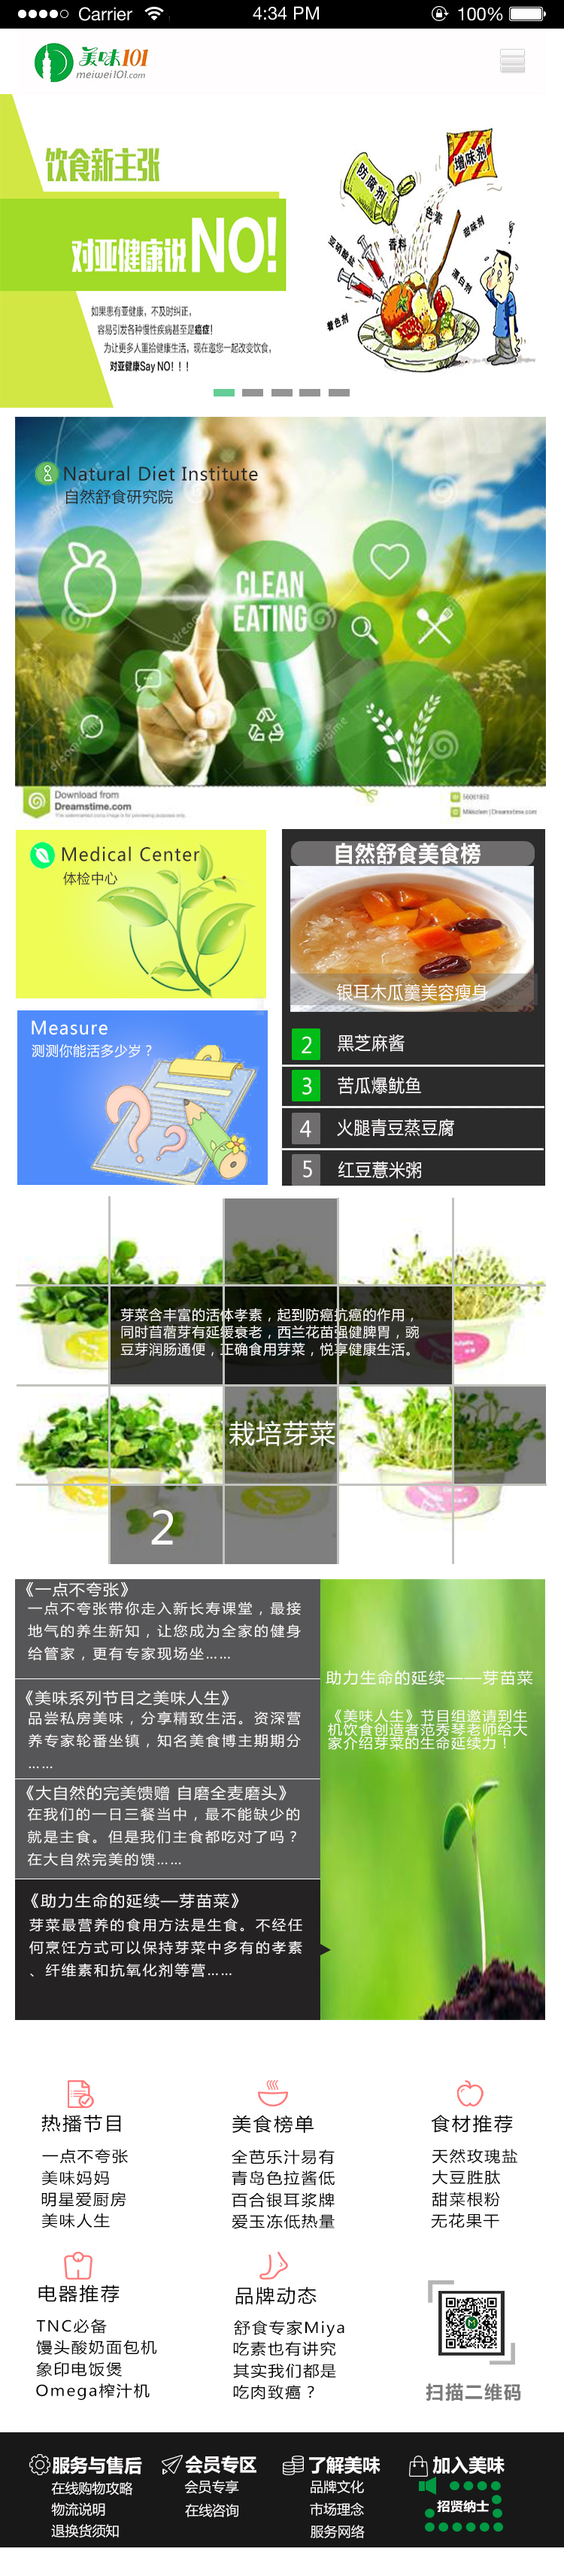 Carrier 4:34 PM 100%
美味101
meiwei101.com
饮食新主张
对亚健康说NO!
如果患有亚健康，不及时纠正，
容易引发各种慢性疾病甚至是癌症！
为让更多人重拾健康生活，现在邀您一起改变饮食，
对亚健康Say NO！！！
防腐剂
增味剂
色素
甜味剂
香料
亚硝酸盐
漂白剂
着色剂
Natural Diet Institute
自然舒食研究院
CLEAN
EATING
Download from
Dreamstime.com
Medical Center
体检中心
Measure
测测你能活多少岁？
自然舒食美食榜
银耳木瓜羹美容瘦身
2 黑芝麻酱
3 苦瓜爆鱿鱼
4 火腿青豆蒸豆腐
5 红豆薏米粥
芽菜含丰富的活体孝素，起到防癌抗癌的作用，
同时苜蓿芽有延缓衰老，西兰花苗强健脾胃，豌
豆芽润肠通便，正确食用芽菜，悦享健康生活。
栽培芽菜
2
《一点不夸张》
一点不夸张带你走入新长寿课堂，最接
地气的养生新知，让您成为全家的健身
给管家，更有专家现场坐……
《美味系列节目之美味人生》
品尝私房美味，分享精致生活。资深营
养专家轮番坐镇，知名美食博主期期分
……
《大自然的完美馈赠 自磨全麦磨头》
在我们的一日三餐当中，最不能缺少的
就是主食。但是我们主食都吃对了吗？
在大自然完美的馈……
《助力生命的延续—芽苗菜》
芽菜最营养的食用方法是生食。不经任
何烹饪方式可以保持芽菜中多有的孝素
、纤维素和抗氧化剂等营……
助力生命的延续——芽苗菜
《美味人生》节目组邀请到生
机饮食创造者范秀琴老师给大
家介绍芽菜的生命延续力！
热播节目
一点不夸张
美味妈妈
明星爱厨房
美味人生
美食榜单
全芭乐汁易有
青岛色拉酱低
百合银耳浆牌
爱玉冻低热量
食材推荐
天然玫瑰盐
大豆胜肽
甜菜根粉
无花果干
电器推荐
TNC必备
馒头酸奶面包机
象印电饭煲
Omega榨汁机
品牌动态
舒食专家Miya
吃素也有讲究
其实我们都是
吃肉致癌？
扫描二维码
服务与售后
在线购物攻略
物流说明
退换货须知
会员专区
会员专享
在线咨询
了解美味
品牌文化
市场理念
服务网络
加入美味
招贤纳士